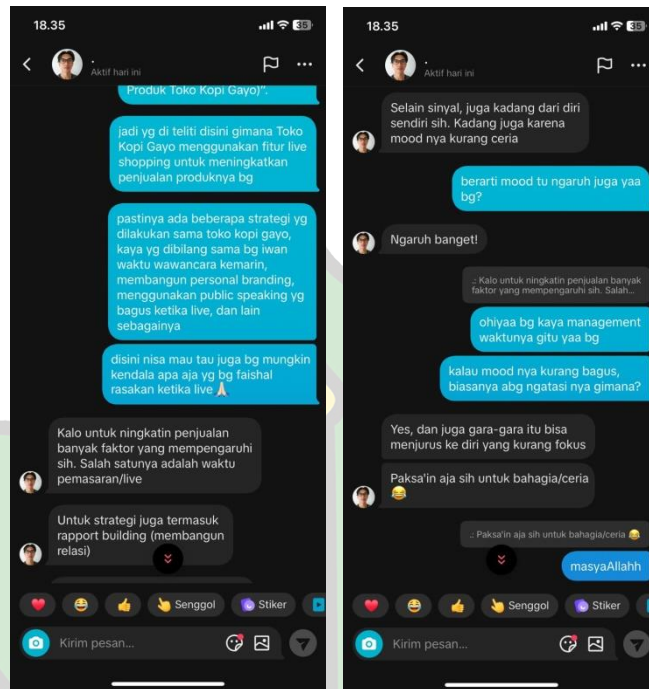 18.35
35
.
Aktif hari ini
Produk Toko Kopi Gayo)".
jadi yg di teliti disini gimana Toko
Kopi Gayo menggunakan fitur live
shopping untuk meningkatkan
penjualan produknya bg
pastinya ada beberapa strategi yg
dilakukan sama toko kopi gayo,
kaya yg dibilang sama bg iwan
waktu wawancara kemarin,
membangun personal branding,
menggunakan public speaking yg
bagus ketika live, dan lain
sebagainya
disini nisa mau tau juga bg mungkin
kendala apa aja yg bg faishal
rasakan ketika live🙏🏻
Kalo untuk ningkatin penjualan
banyak faktor yang mempengaruhi
sih. Salah satunya adalah waktu
pemasaran/live
Untuk strategi juga termasuk
rapport building (membangun
relasi)
❤️ 😂 👍 👆 Senggol Stiker
Kirim pesan...
18.35
35
.
Aktif hari ini
Selain sinyal, juga kadang dari diri
sendiri sih. Kadang juga karena
mood nya kurang ceria
berarti mood tu ngaruh juga yaa
bg?
Ngaruh banget!
.: Kalo untuk ningkatin penjualan banyak
faktor yang mempengaruhi sih. Salah...
ohiyaa bg kaya management
waktunya gitu yaa bg
kalau mood nya kurang bagus,
biasanya abg ngatasi nya gimana?
Yes, dan juga gara-gara itu bisa
menjurus ke diri yang kurang fokus
Paksa'in aja sih untuk bahagia/ceria
😂
.: Paksa'in aja sih untuk bahagia/ceria 😂
masyaAllahh
❤️ 😂 👍 👆 Senggol Stiker
Kirim pesan...